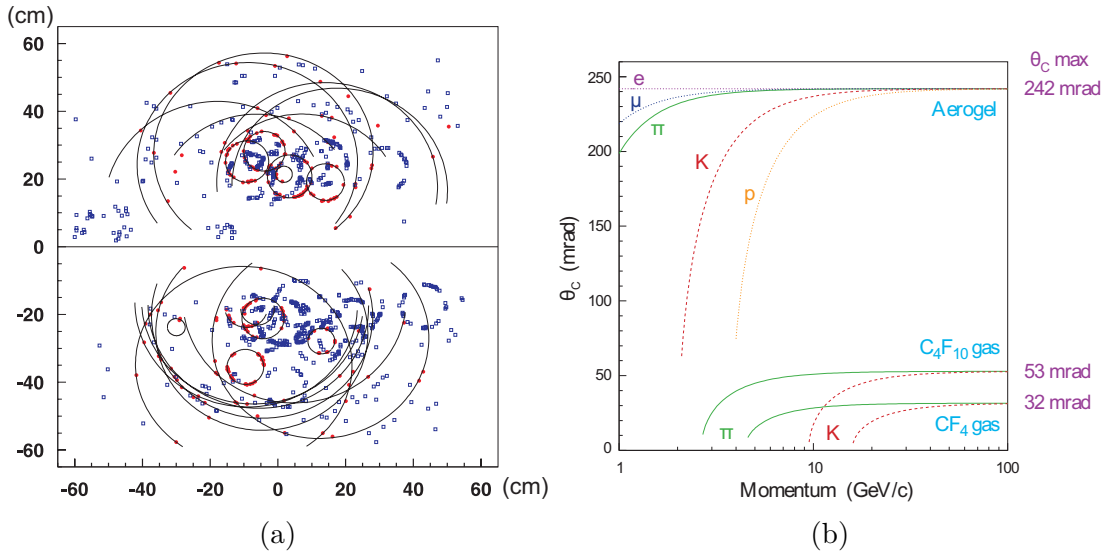 (cm)
60
40
20
0
-20
-40
-60
-60 -40 -20 0 20 40 60 (cm)
(a)
θC max
250 e 242 mrad
μ Aerogel
π
200
K
p
150
θC (mrad)
100
C4F10 gas
50 53 mrad
32 mrad
π K CF4 gas
0
1 10 100
Momentum (GeV/c)
(b)